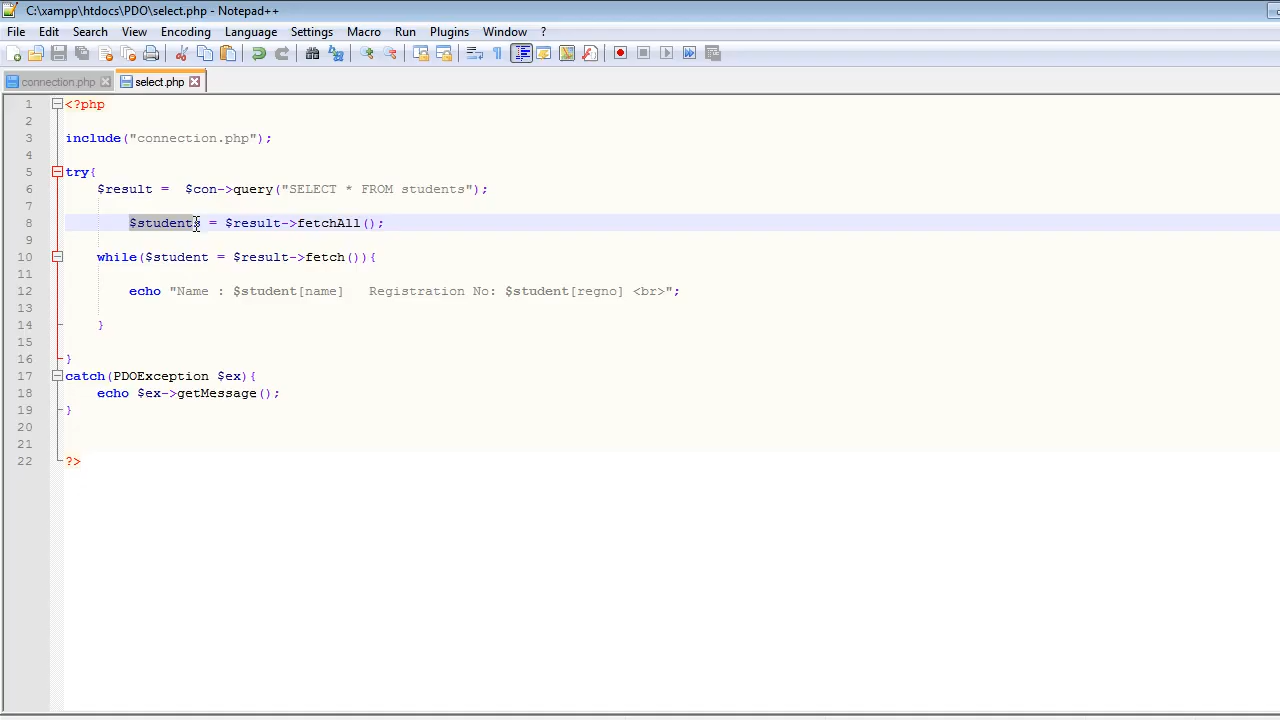 C:\xampp\htdocs\PDO\select.php - Notepad++
File Edit Search View Encoding Language Settings Macro Run Plugins Window ?
connection.php select.php
1 <?php
2
3 include("connection.php");
4
5 try{
6 $result =  $con->query("SELECT * FROM students");
7
8 $students = $result->fetchAll();
9
10 while($student = $result->fetch()){
11
12 echo "Name : $student[name]   Registration No: $student[regno] <br>";
13
14 }
15
16 }
17 catch(PDOException $ex){
18 echo $ex->getMessage();
19 }
20
21
22 ?>